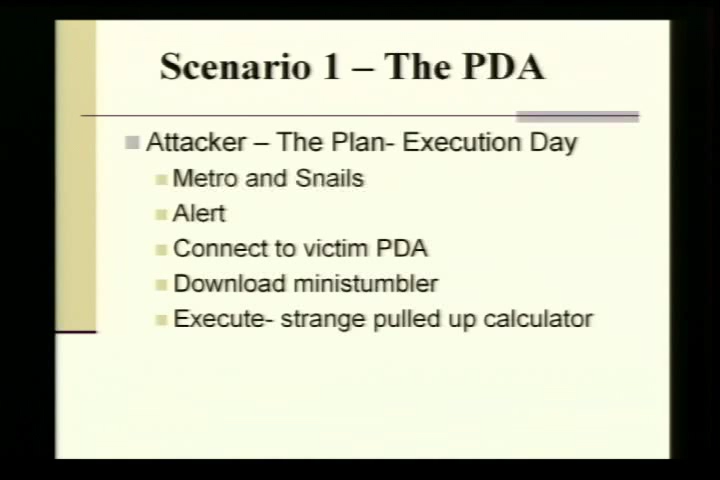 Scenario 1 – The PDA
Attacker – The Plan- Execution Day
Metro and Snails
Alert
Connect to victim PDA
Download ministumbler
Execute- strange pulled up calculator